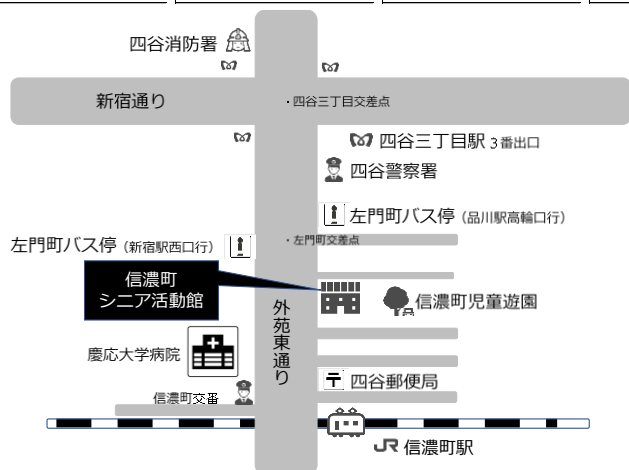 四谷消防署
新宿通り
・四谷三丁目交差点
四谷三丁目駅 3番出口
四谷警察署
左門町バス停 (品川駅高輪口行)
左門町バス停 (新宿駅西口行)
・左門町交差点
信濃町
シニア活動館
外苑東通り
信濃町児童遊園
慶応大学病院
〒 四谷郵便局
信濃町交番
JR 信濃町駅